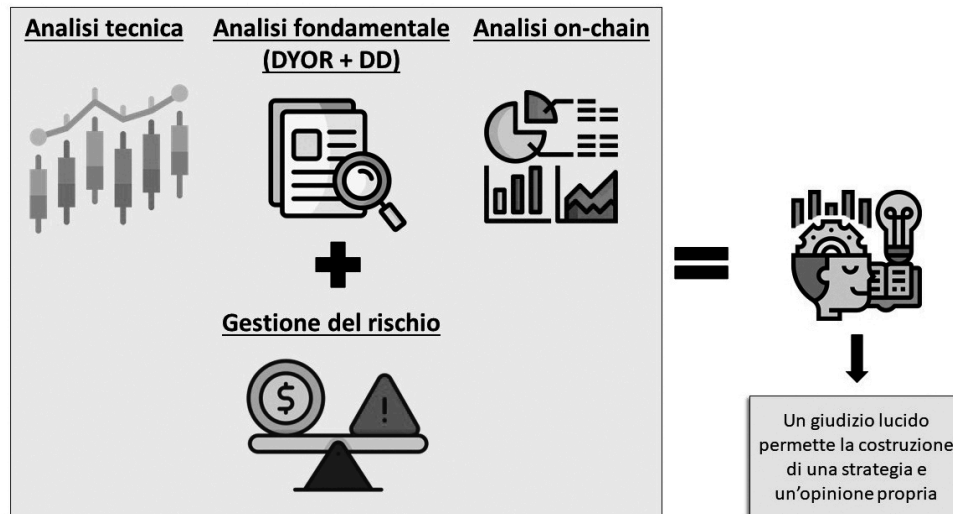 Analisi tecnica
Analisi fondamentale
(DYOR + DD)
Analisi on-chain
$
!
+
=
Gestione del rischio
Un giudizio lucido
permette la costruzione
di una strategia e
un’opinione propria